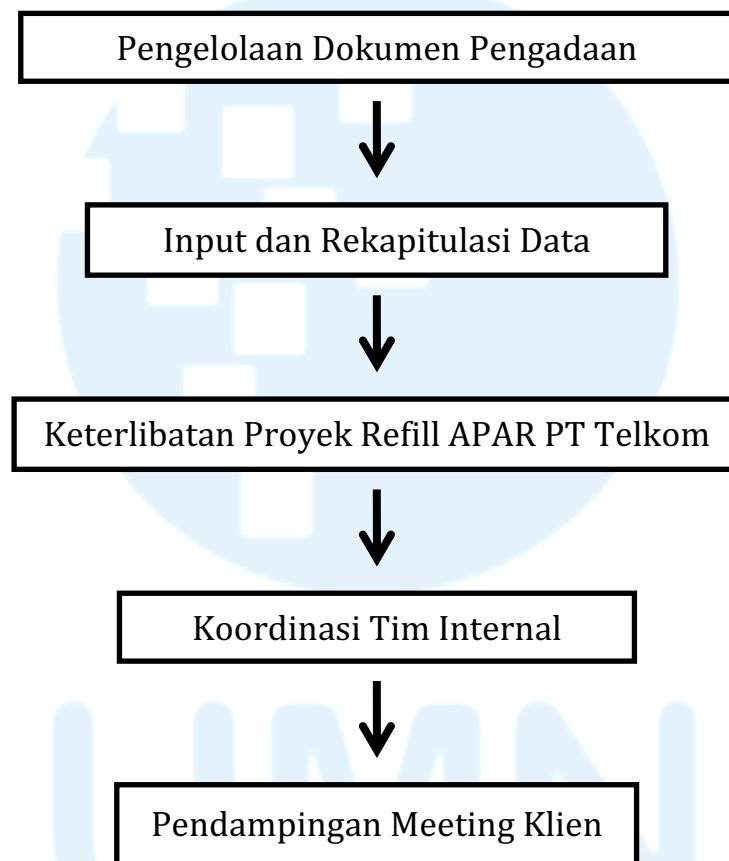 Pengelolaan Dokumen Pengadaan
Input dan Rekapitulasi Data
Keterlibatan Proyek Refill APAR PT Telkom
Koordinasi Tim Internal
Pendampingan Meeting Klien
UMN